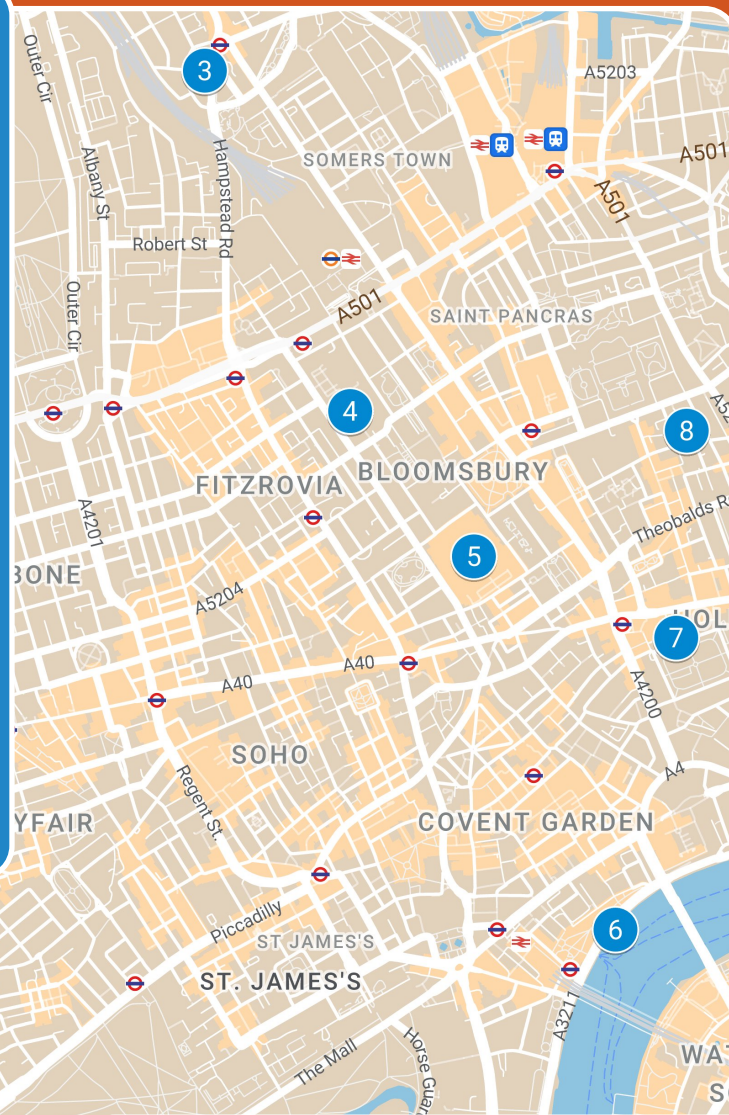 Outer Cir
3
A5203
Albany St
Hampstead Rd
SOMERS TOWN
A501
A501
Robert St
Outer Cir
A501
SAINT PANCRAS
4
8
FITZROVIA
BLOOMSBURY
A4201
Theobalds R
5
BONE
A5204
HOL
7
A40
A40
A4200
SOHO
A4
Regent St.
YFAIR
COVENT GARDEN
Piccadilly
6
ST JAMES'S
ST. JAMES'S
A3211
The Mall
Horse Guar
WAT